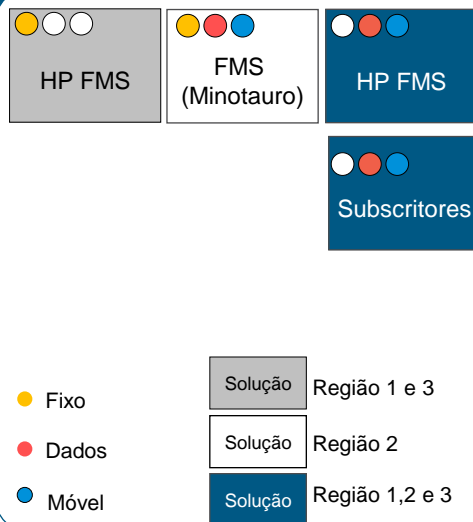 HP FMS
FMS
(Minotauro)
HP FMS
Subscritores
Fixo
Dados
Móvel
Solução
Região 1 e 3
Solução
Região 2
Solução
Região 1,2 e 3